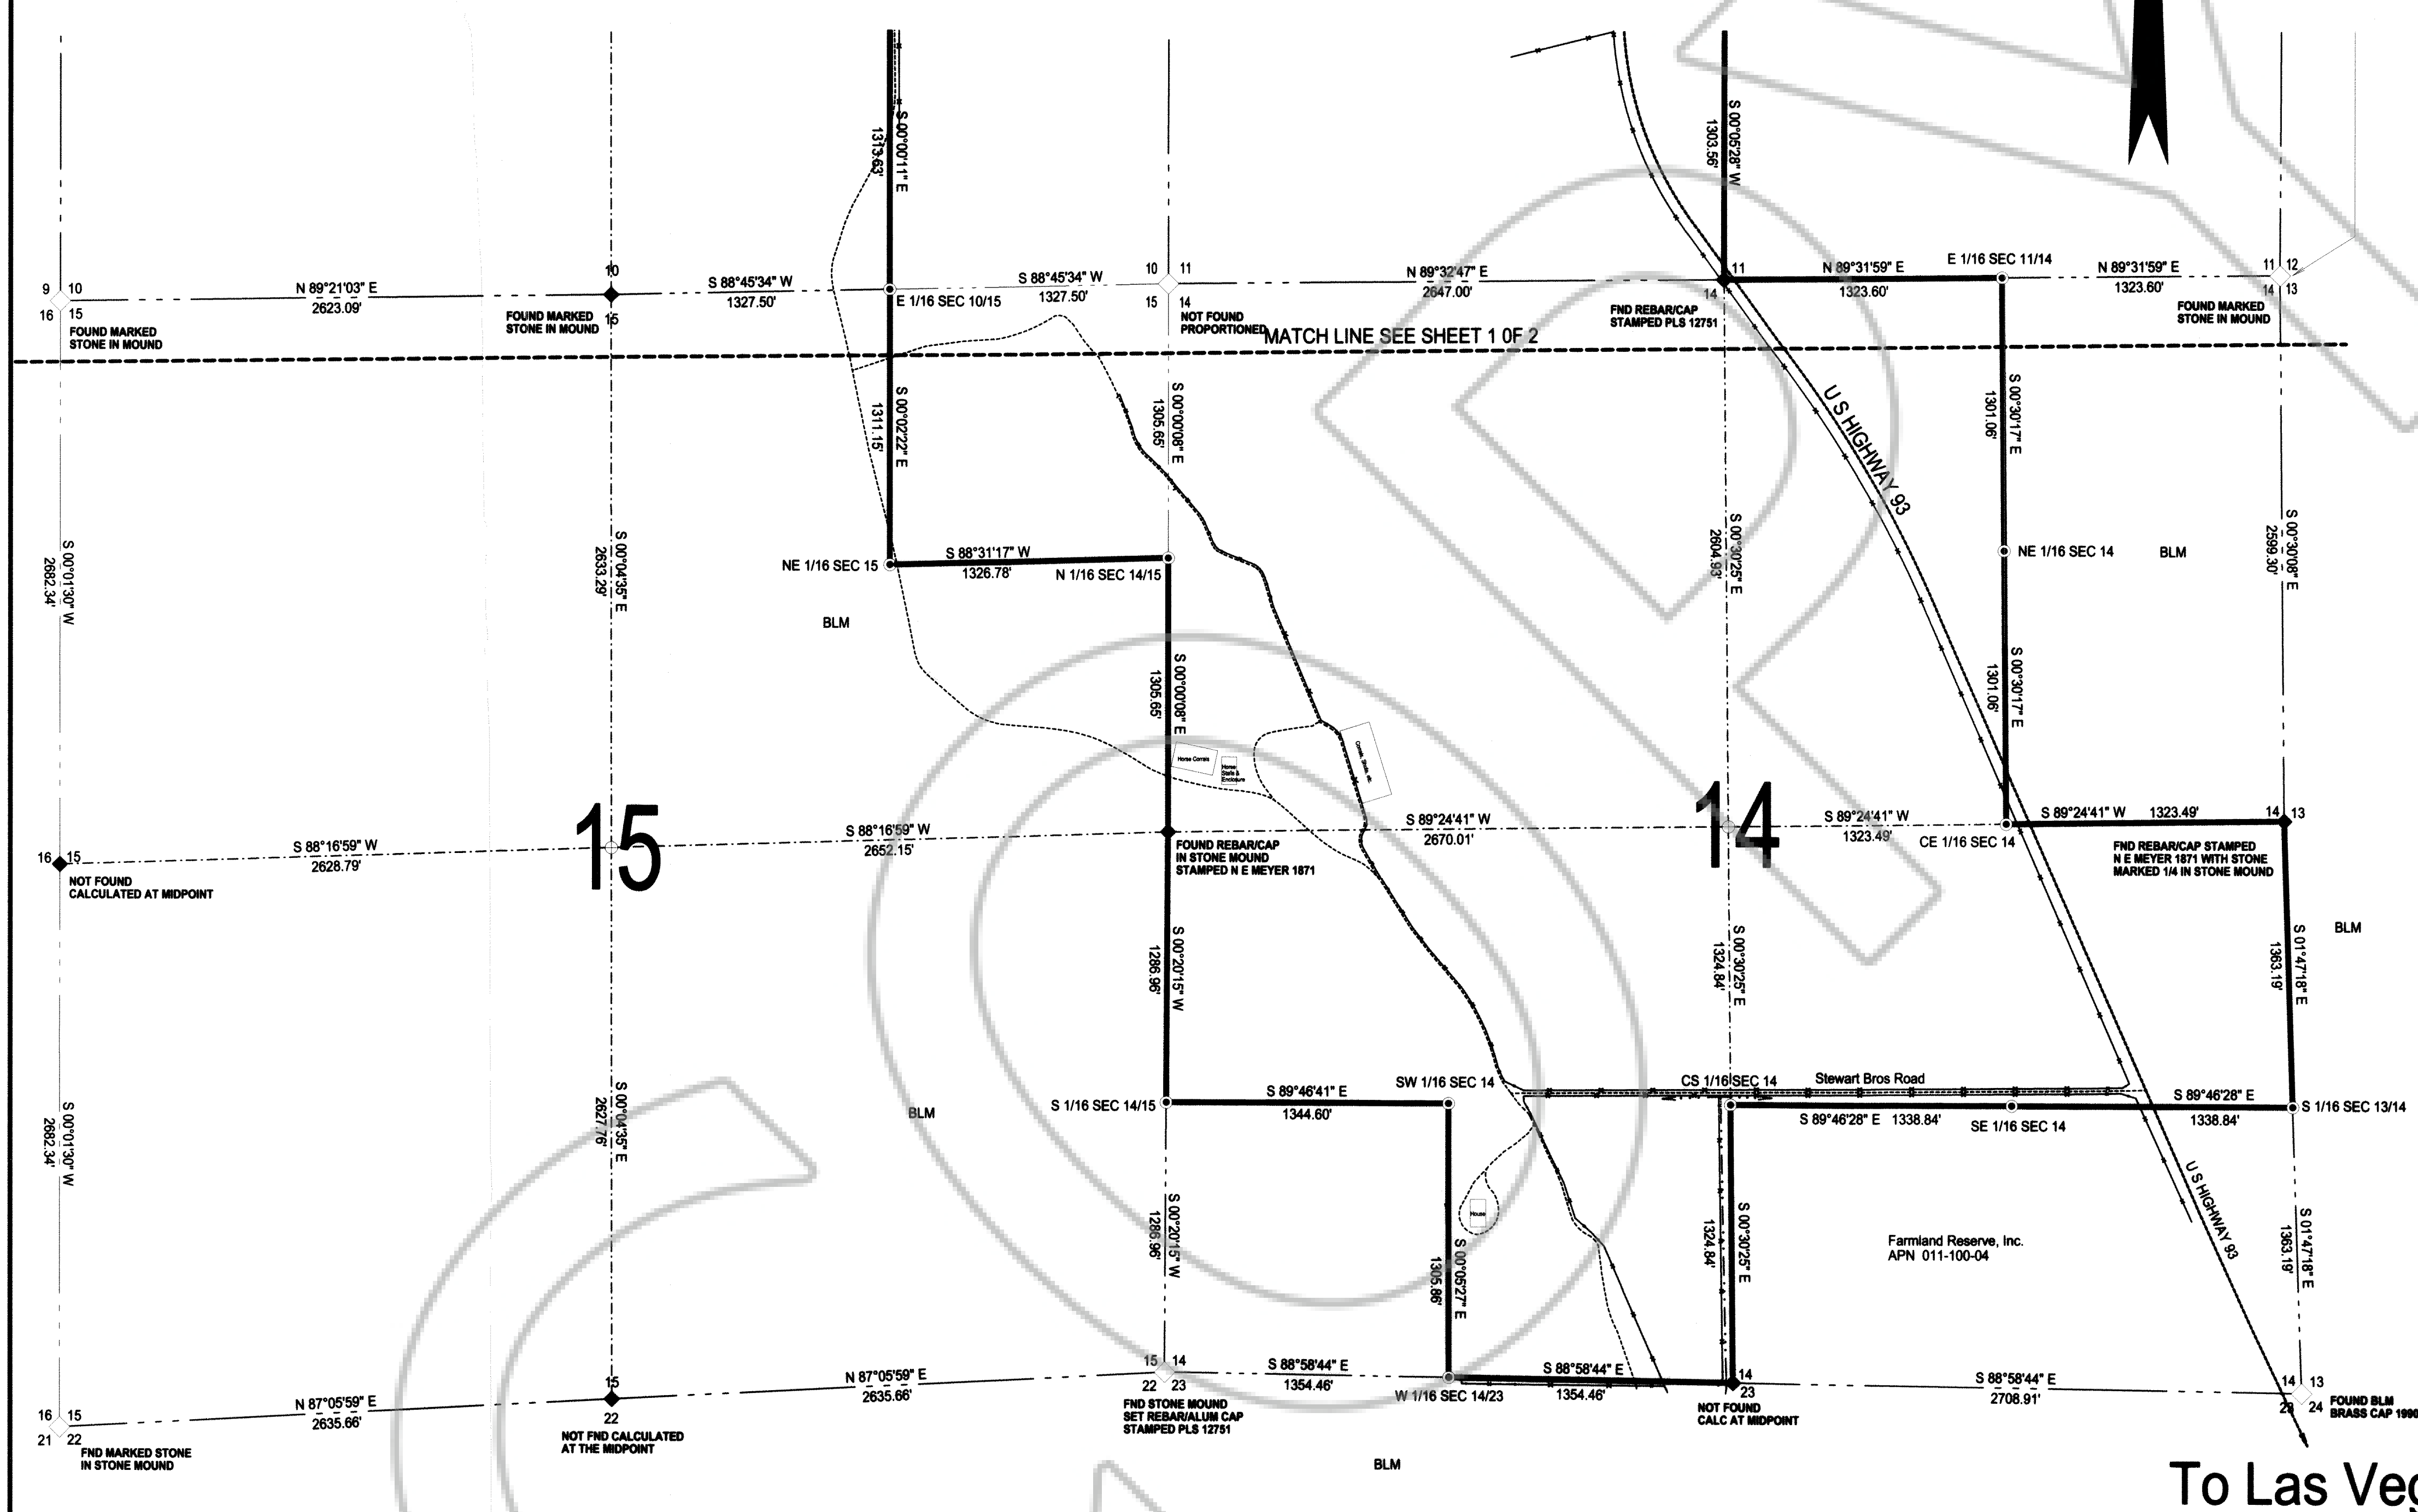 S 00°00'11" E
1313.63'
S 00°05'28" W
1303.56'
9 10
16 15
FOUND MARKED
STONE IN MOUND
N 89°21'03" E
2623.09'
10
15
FOUND MARKED
STONE IN MOUND
S 88°45'34" W
1327.50'
E 1/16 SEC 10/15
S 88°45'34" W
1327.50'
10 11
15 14
NOT FOUND
PROPORTIONED
N 89°32'47" E
2647.00'
11
14
FND REBAR/CAP
STAMPED PLS 12751
N 89°31'59" E
1323.60'
E 1/16 SEC 11/14
N 89°31'59" E
1323.60'
11 12
14 13
FOUND MARKED
STONE IN MOUND
MATCH LINE SEE SHEET 1 OF 2
S 00°02'22" E
1311.15'
S 00°00'08" E
1305.65'
U S HIGHWAY 93
S 00°30'17" E
1301.06'
S 00°01'30" W
2682.34'
S 00°04'35" E
2633.29'
NE 1/16 SEC 15
S 88°31'17" W
1326.78'
N 1/16 SEC 14/15
S 00°30'25" E
2604.93'
NE 1/16 SEC 14
BLM
S 00°30'08" E
2599.30'
BLM
S 00°00'08" E
1305.65'
S 00°30'17" E
1301.06'
Horse Corrals
Horse
Stalls &
Enclosure
16 15
NOT FOUND
CALCULATED AT MIDPOINT
S 88°16'59" W
2628.79'
15
S 88°16'59" W
2652.15'
FOUND REBAR/CAP
IN STONE MOUND
STAMPED N E MEYER 1871
S 89°24'41" W
2670.01'
14
S 89°24'41" W
1323.49'
CE 1/16 SEC 14
S 89°24'41" W 1323.49'
14 13
FND REBAR/CAP STAMPED
N E MEYER 1871 WITH STONE
MARKED 1/4 IN STONE MOUND
S 00°20'15" W
1286.96'
S 00°30'25" E
1324.84'
S 01°47'18" E
1363.19'
BLM
S 00°01'30" W
2682.34'
S 00°04'35" E
2627.76'
BLM
S 1/16 SEC 14/15
S 89°46'41" E
1344.60'
SW 1/16 SEC 14
CS 1/16 SEC 14
Stewart Bros Road
S 89°46'28" E 1338.84'
SE 1/16 SEC 14
S 89°46'28" E
1338.84'
S 1/16 SEC 13/14
S 00°20'15" W
1286.96'
S 00°05'27" E
1305.86'
House
S 00°30'25" E
1324.84'
Farmland Reserve, Inc.
APN 011-100-04
U S HIGHWAY 93
S 01°47'18" E
1363.19'
16 15
21 22
FND MARKED STONE
IN STONE MOUND
N 87°05'59" E
2635.66'
15
22
NOT FND CALCULATED
AT THE MIDPOINT
N 87°05'59" E
2635.66'
15 14
22 23
FND STONE MOUND
SET REBAR/ALUM CAP
STAMPED PLS 12751
S 88°58'44" E
1354.46'
W 1/16 SEC 14/23
S 88°58'44" E
1354.46'
14
23
NOT FOUND
CALC AT MIDPOINT
S 88°58'44" E
2708.91'
14 13
23 24
FOUND BLM
BRASS CAP 1990
BLM
To Las Veg